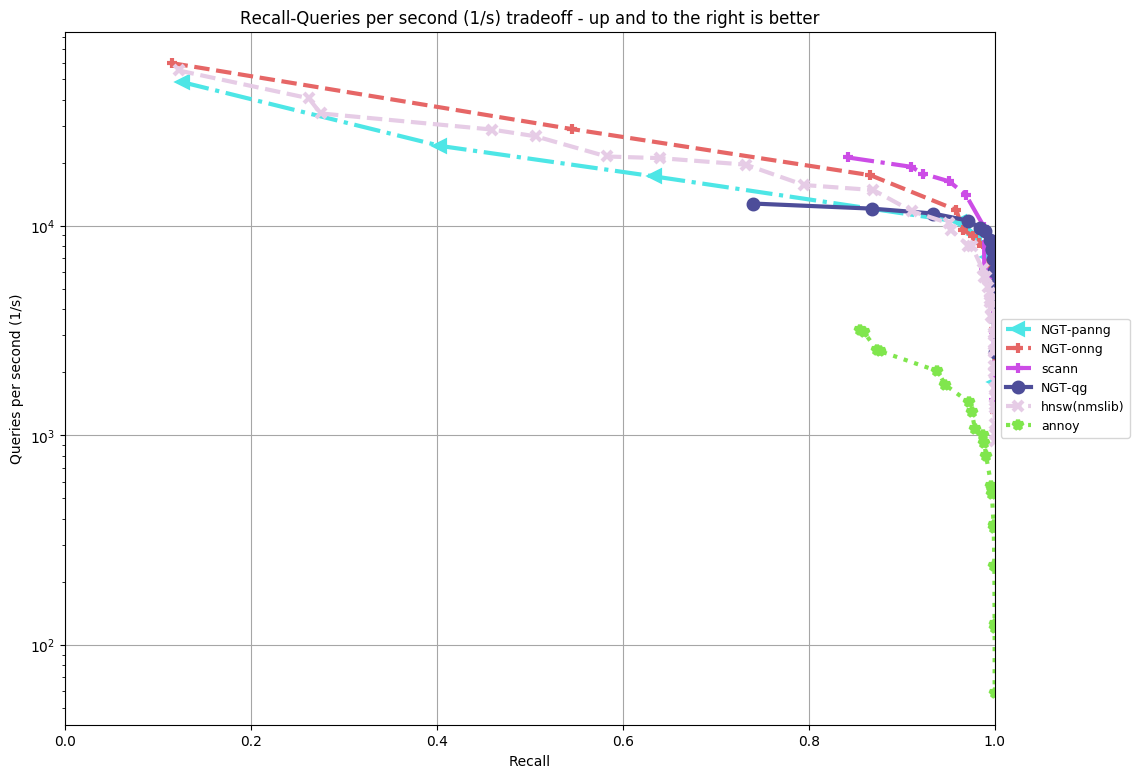 Recall-Queries per second (1/s) tradeoff - up and to the right is better
Queries per second (1/s)
10^4
10^3
10^2
0.0 0.2 0.4 0.6 0.8 1.0
Recall
NGT-panng
NGT-onng
scann
NGT-qg
hnsw(nmslib)
annoy